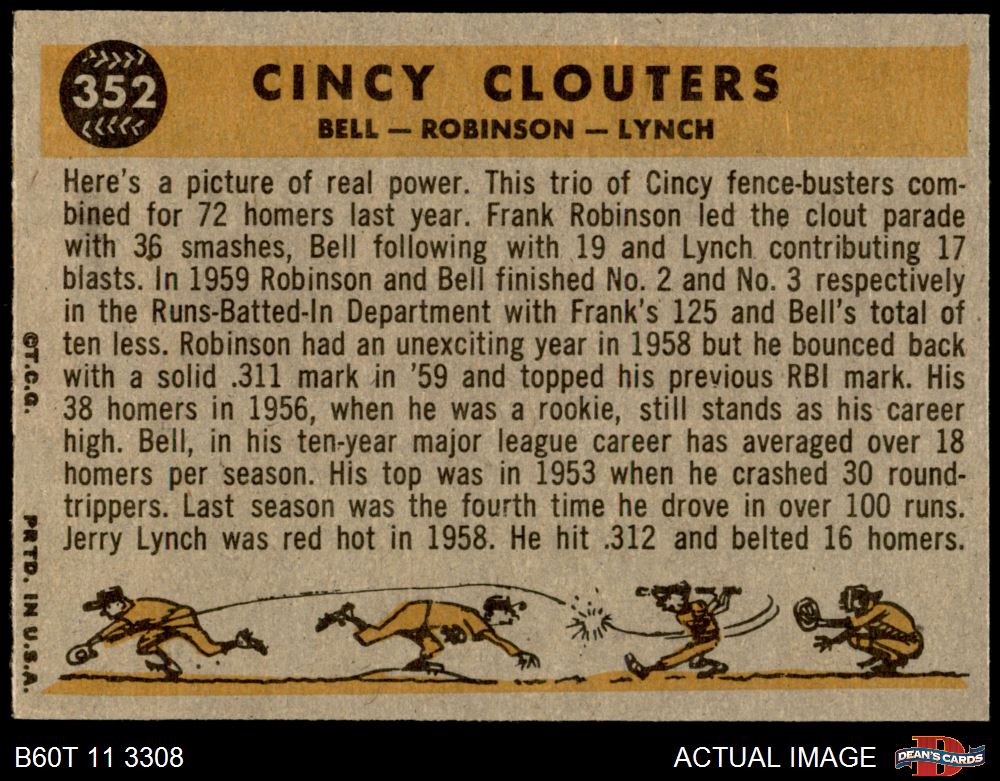 352
CINCY CLOUTERS
BELL — ROBINSON — LYNCH
Here's a picture of real power. This trio of Cincy fence-busters com-
bined for 72 homers last year. Frank Robinson led the clout parade
with 36 smashes, Bell following with 19 and Lynch contributing 17
blasts. In 1959 Robinson and Bell finished No. 2 and No. 3 respectively
in the Runs-Batted-In Department with Frank's 125 and Bell's total of
ten less. Robinson had an unexciting year in 1958 but he bounced back
with a solid .311 mark in '59 and topped his previous RBI mark. His
38 homers in 1956, when he was a rookie, still stands as his career
high. Bell, in his ten-year major league career has averaged over 18
homers per season. His top was in 1953 when he crashed 30 round-
trippers. Last season was the fourth time he drove in over 100 runs.
Jerry Lynch was red hot in 1958. He hit .312 and belted 16 homers.
©T.C.G. PRTD. IN U.S.A.
B60T 11 3308
ACTUAL IMAGE
D
DEAN'S CARDS